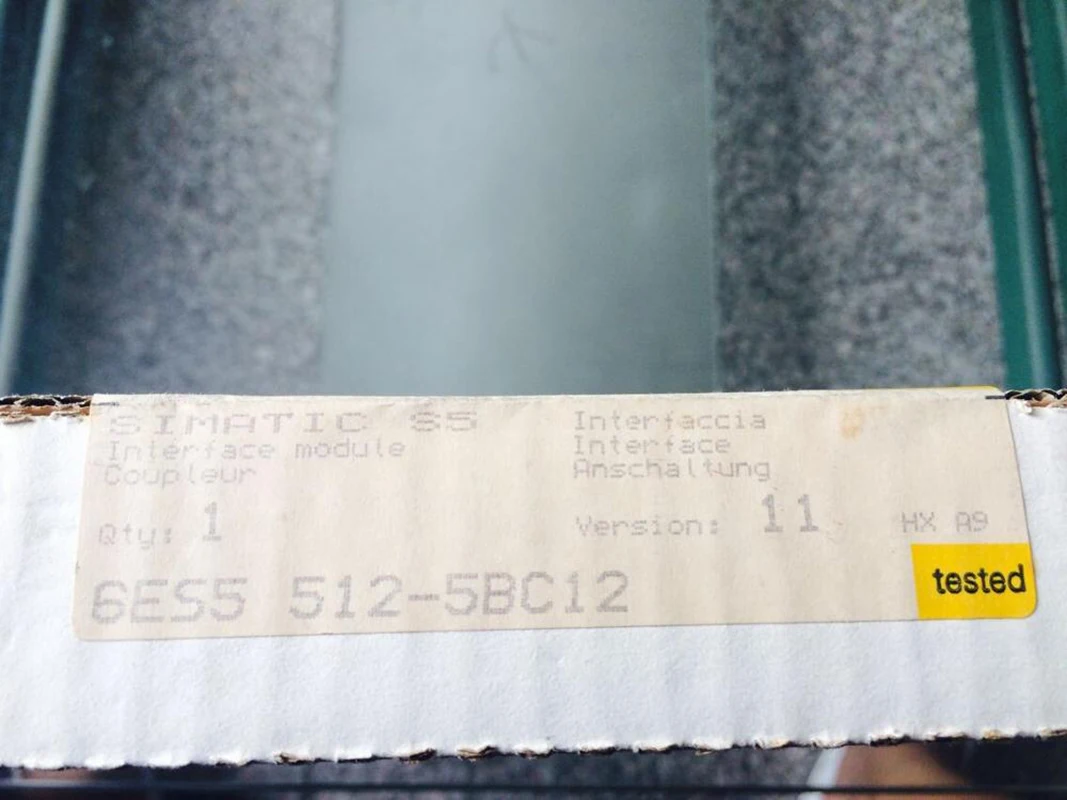 SIMATIC S5
Interface module
Coupleur
Interfaccia
Interface
Anschaltung
Qty: 1
Version: 11
HX A9
6ES5 512-5BC12
tested